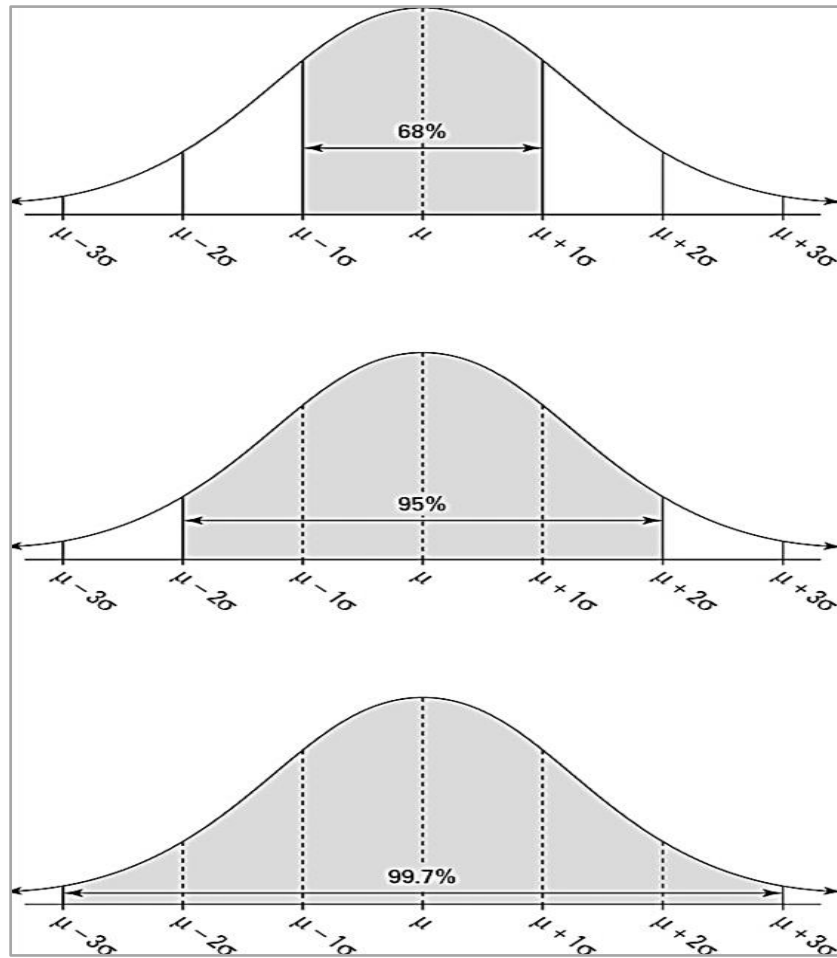 68%
μ − 3σ μ − 2σ μ − 1σ μ μ + 1σ μ + 2σ μ + 3σ
95%
μ − 3σ μ − 2σ μ − 1σ μ μ + 1σ μ + 2σ μ + 3σ
99.7%
μ − 3σ μ − 2σ μ − 1σ μ μ + 1σ μ + 2σ μ + 3σ